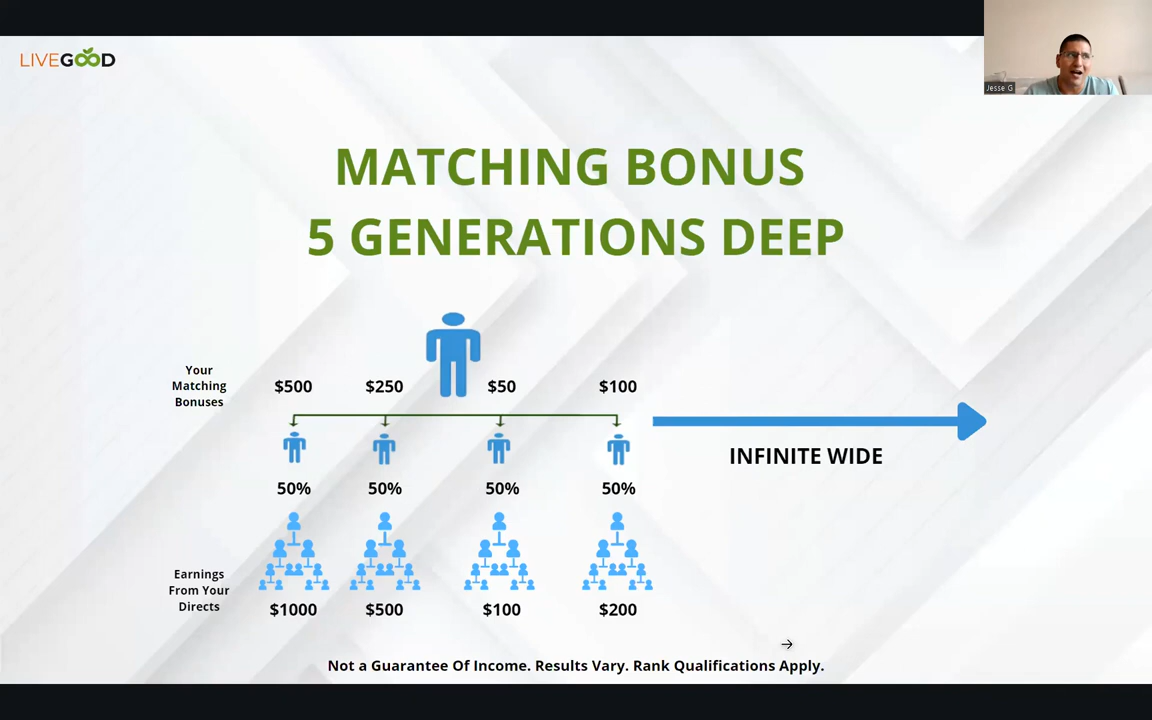 LIVEGOOD
Jesse G
MATCHING BONUS
5 GENERATIONS DEEP
Your
Matching
Bonuses
$500 $250 $50 $100
INFINITE WIDE
50% 50% 50% 50%
Earnings
From Your
Directs
$1000 $500 $100 $200
Not a Guarantee Of Income. Results Vary. Rank Qualifications Apply.